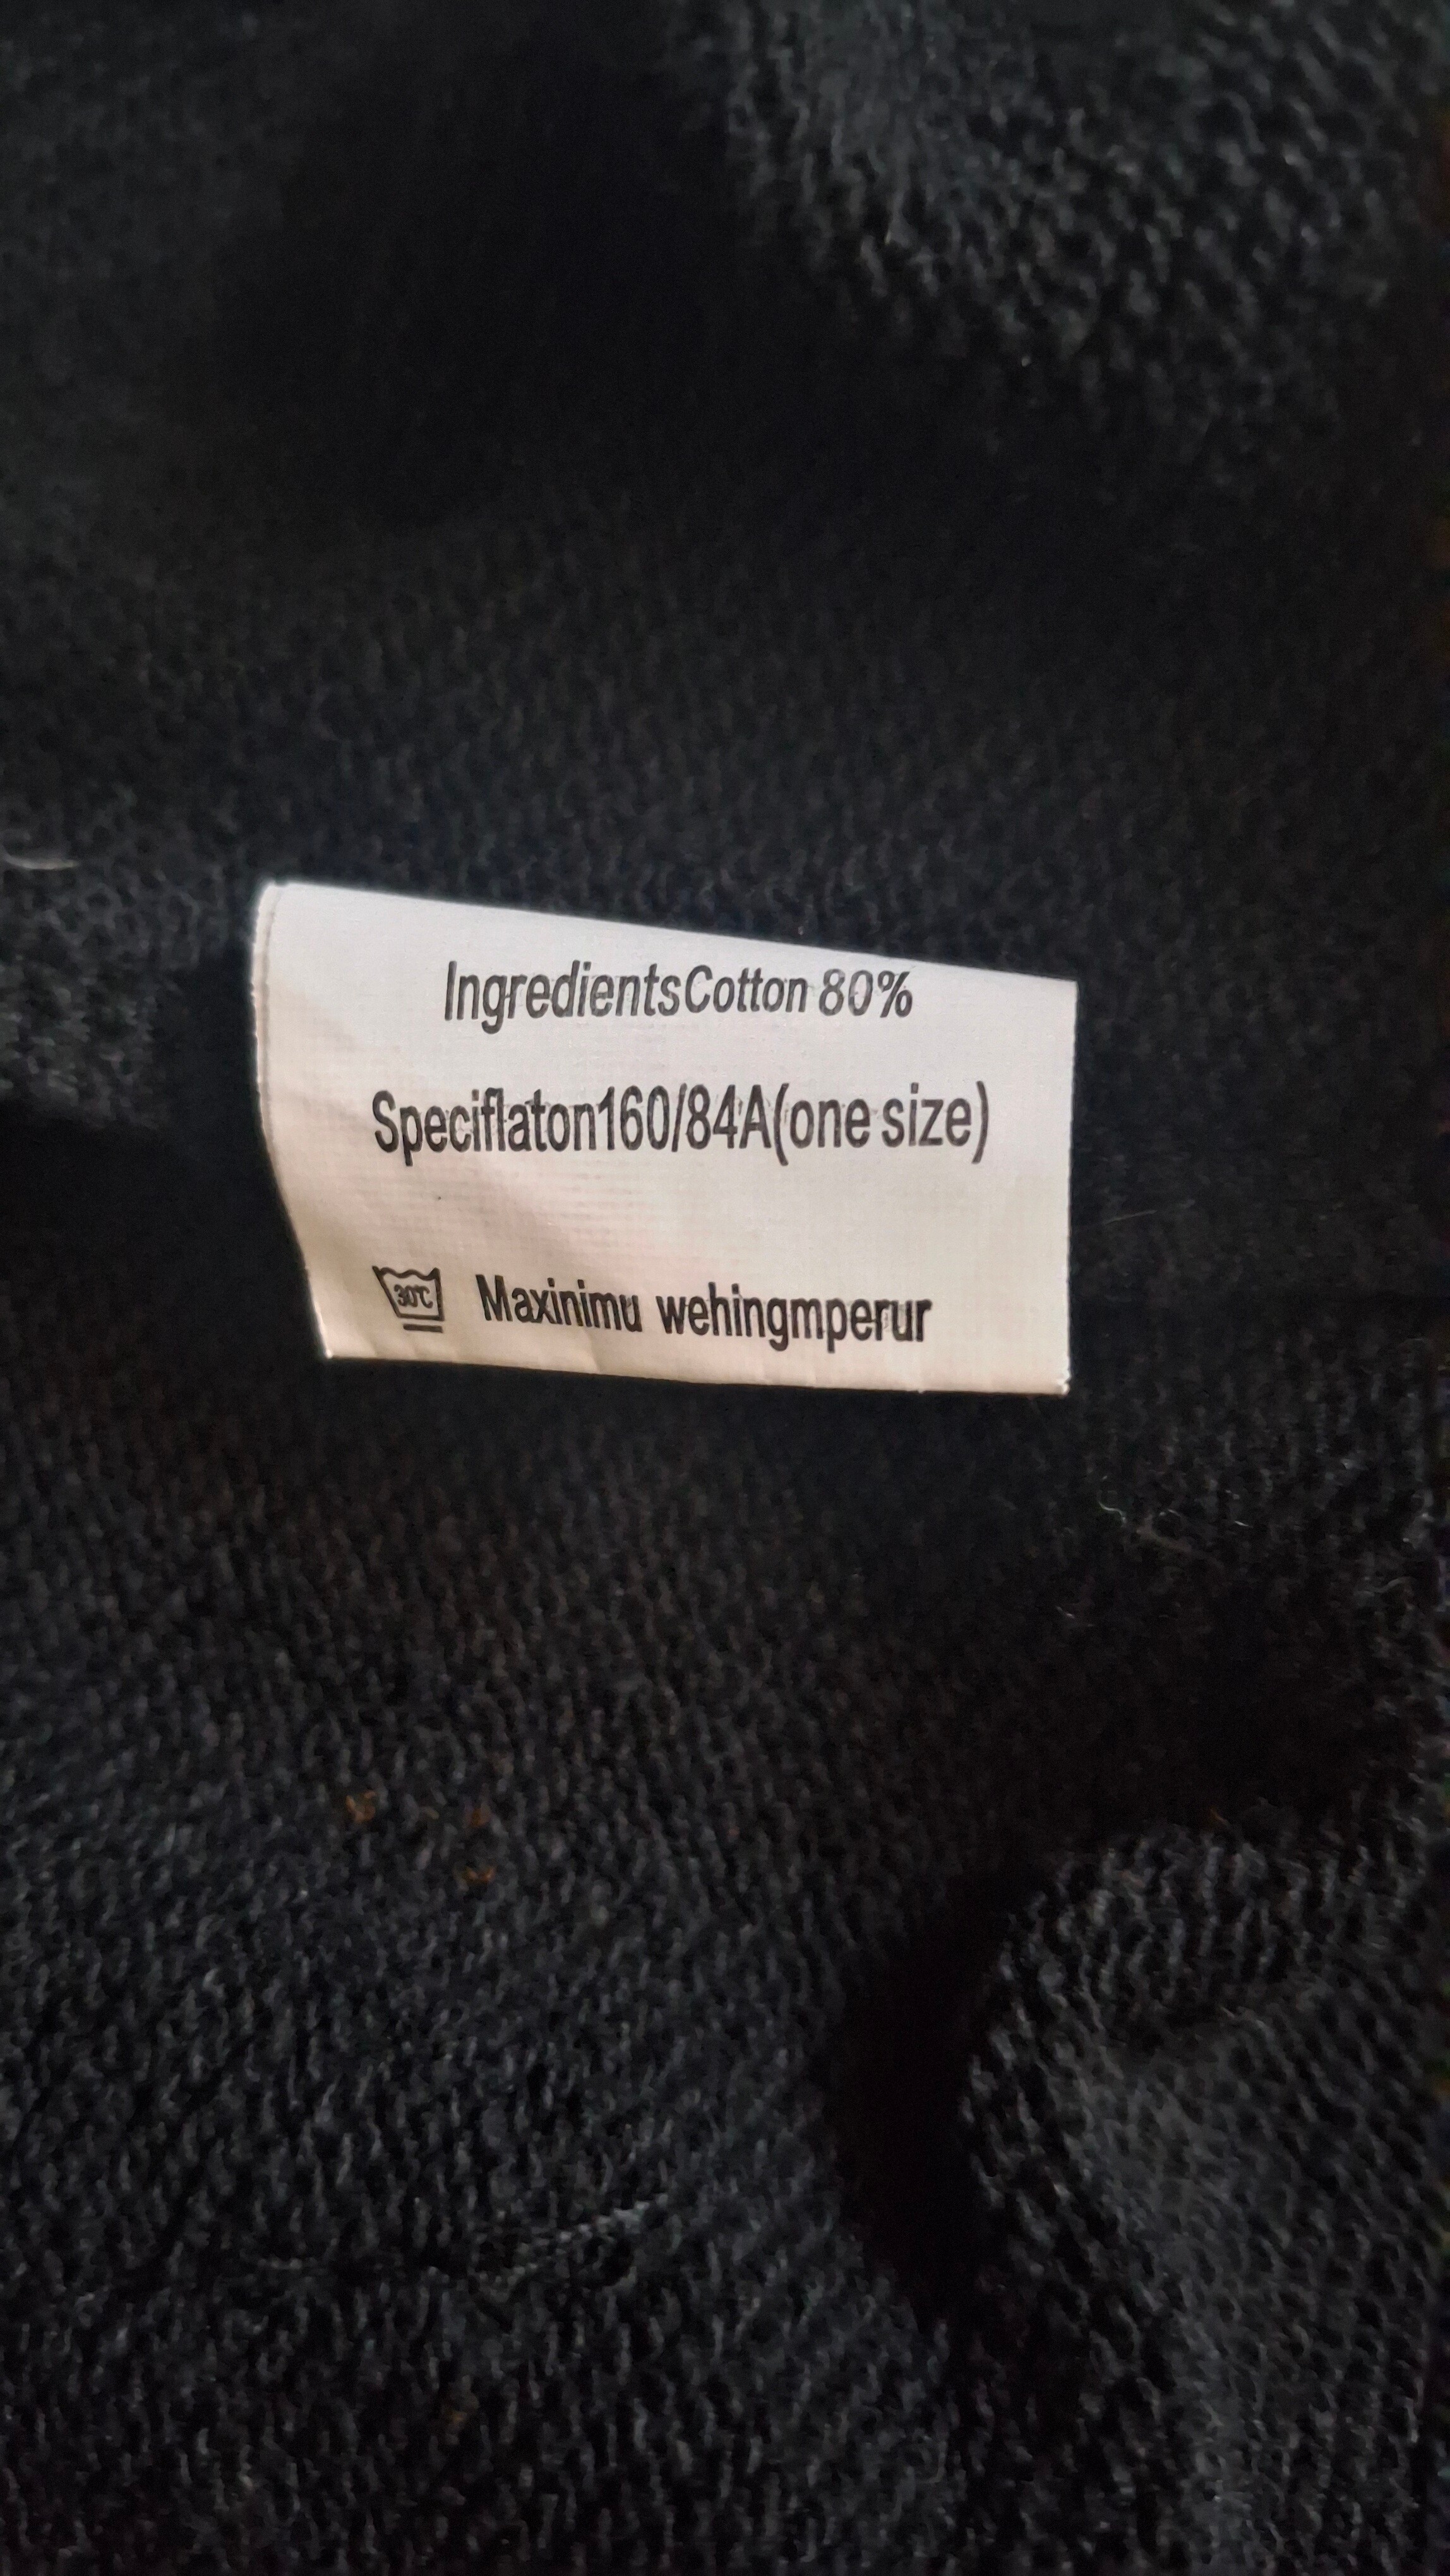 IngredientsCotton 80%
Speciflaton160/84A(one size)
30℃ Maxinimu wehingmperur